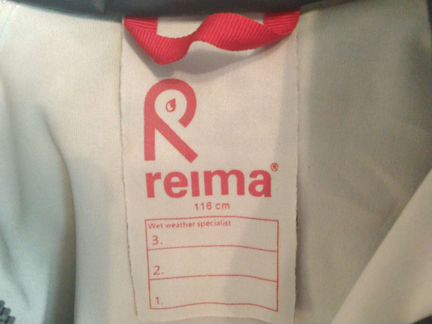 reima®
116 cm
Wet weather specialist
3.
2.
1.